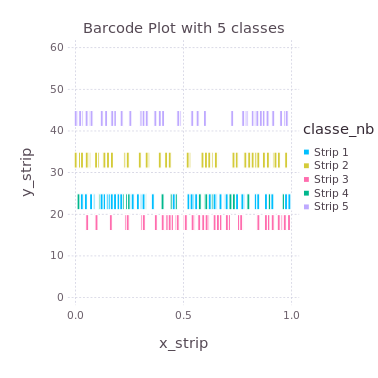 Barcode Plot with 5 classes
60
50
40
30
20
10
0
y_strip
0.0
0.5
1.0
x_strip
classe_nb
Strip 1
Strip 2
Strip 3
Strip 4
Strip 5